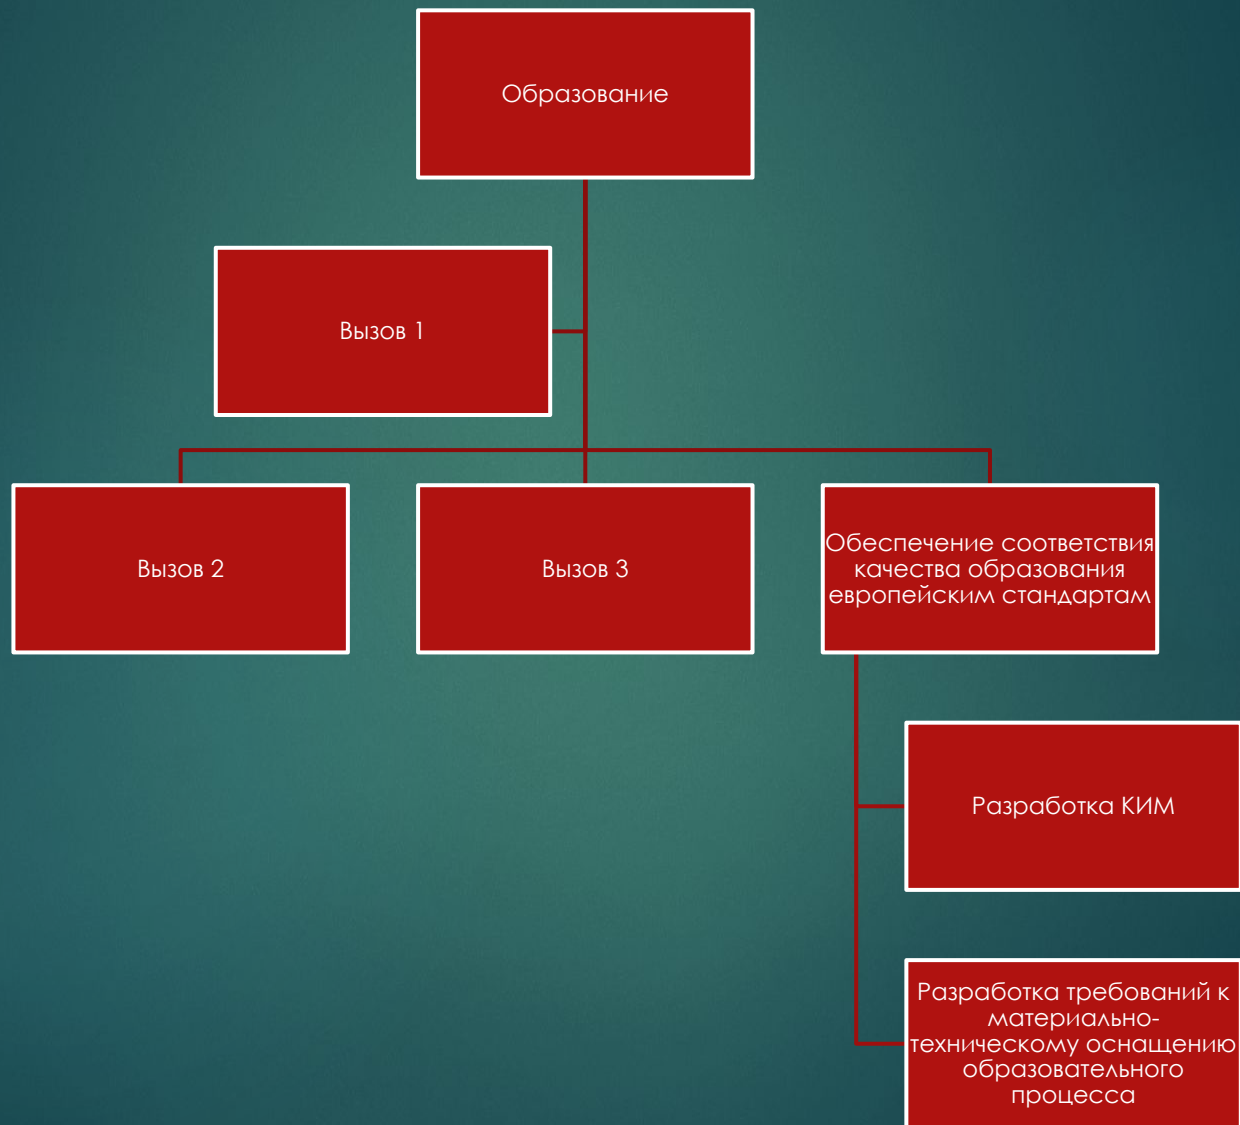 Образование
Вызов 1
Вызов 2
Вызов 3
Обеспечение соответствия
качества образования
европейским стандартам
Разработка КИМ
Разработка требований к
материально-
техническому оснащению
образовательного
процесса